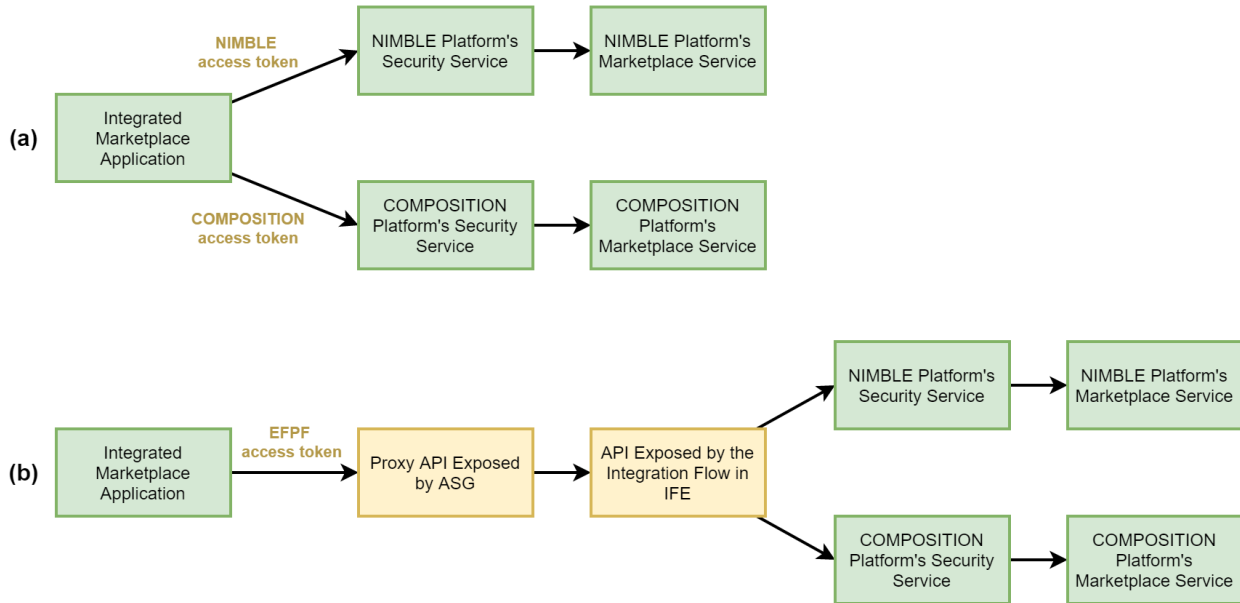 (a)
Integrated
Marketplace
Application
NIMBLE
access token
NIMBLE Platform's
Security Service
NIMBLE Platform's
Marketplace Service
COMPOSITION
access token
COMPOSITION
Platform's Security
Service
COMPOSITION
Platform's
Marketplace Service
(b)
Integrated
Marketplace
Application
EFPF
access token
Proxy API Exposed
by ASG
API Exposed by the
Integration Flow in
IFE
NIMBLE Platform's
Security Service
NIMBLE Platform's
Marketplace Service
COMPOSITION
Platform's Security
Service
COMPOSITION
Platform's
Marketplace Service